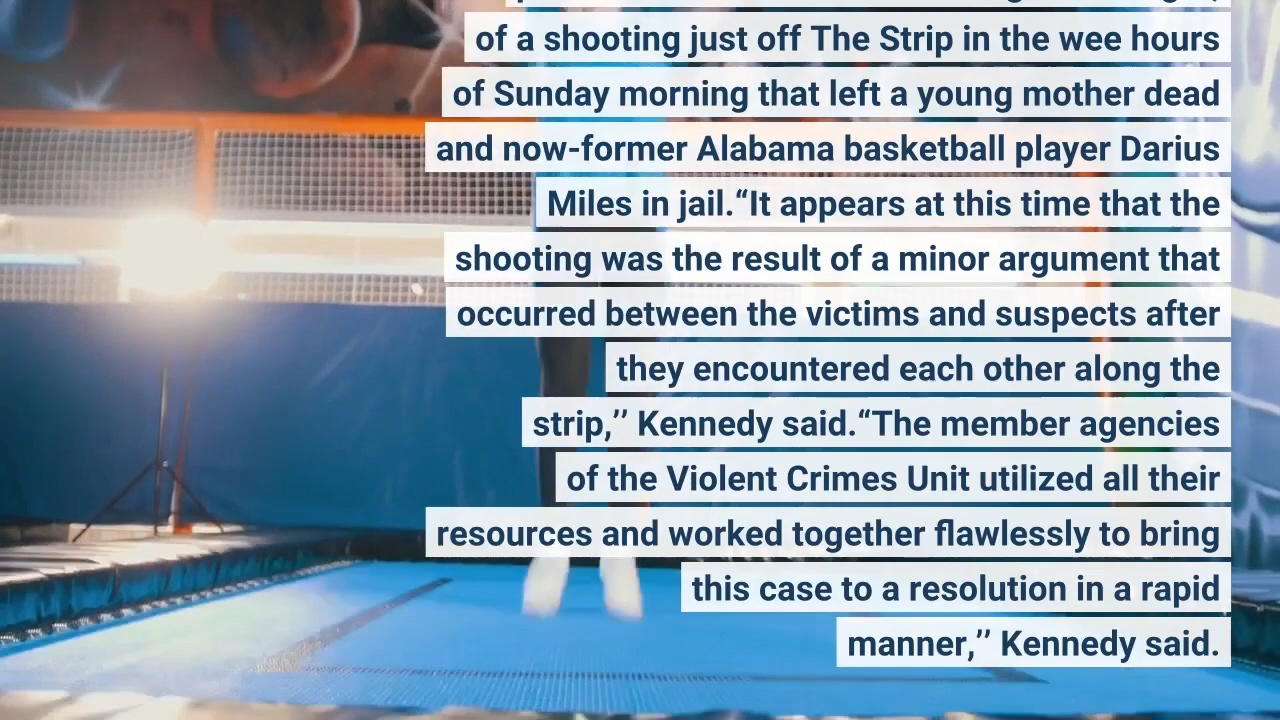 of a shooting just off The Strip in the wee hours
of Sunday morning that left a young mother dead
and now-former Alabama basketball player Darius
Miles in jail.“It appears at this time that the
shooting was the result of a minor argument that
occurred between the victims and suspects after
they encountered each other along the
strip,’’ Kennedy said.“The member agencies
of the Violent Crimes Unit utilized all their
resources and worked together flawlessly to bring
this case to a resolution in a rapid
manner,’’ Kennedy said.